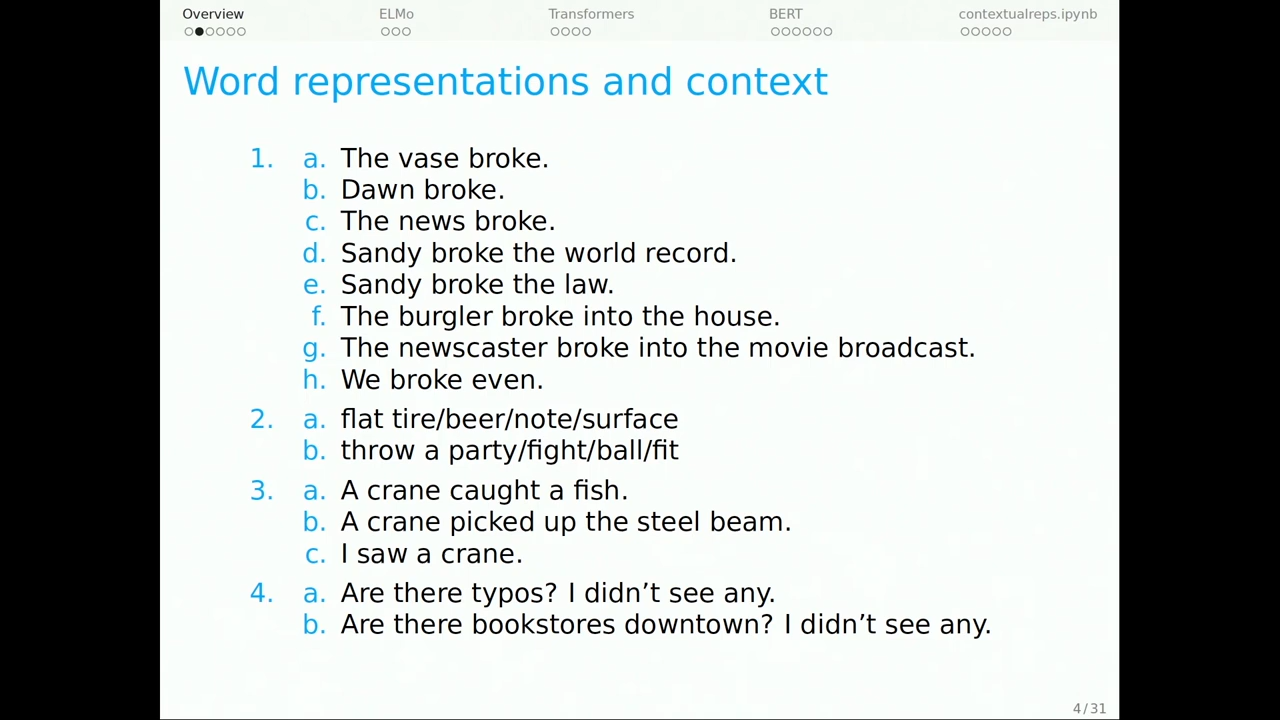 Overview ELMo Transformers BERT contextualreps.ipynb
Word representations and context
1. a. The vase broke.
b. Dawn broke.
c. The news broke.
d. Sandy broke the world record.
e. Sandy broke the law.
f. The burgler broke into the house.
g. The newscaster broke into the movie broadcast.
h. We broke even.
2. a. flat tire/beer/note/surface
b. throw a party/fight/ball/fit
3. a. A crane caught a fish.
b. A crane picked up the steel beam.
c. I saw a crane.
4. a. Are there typos? I didn’t see any.
b. Are there bookstores downtown? I didn’t see any.
4/31